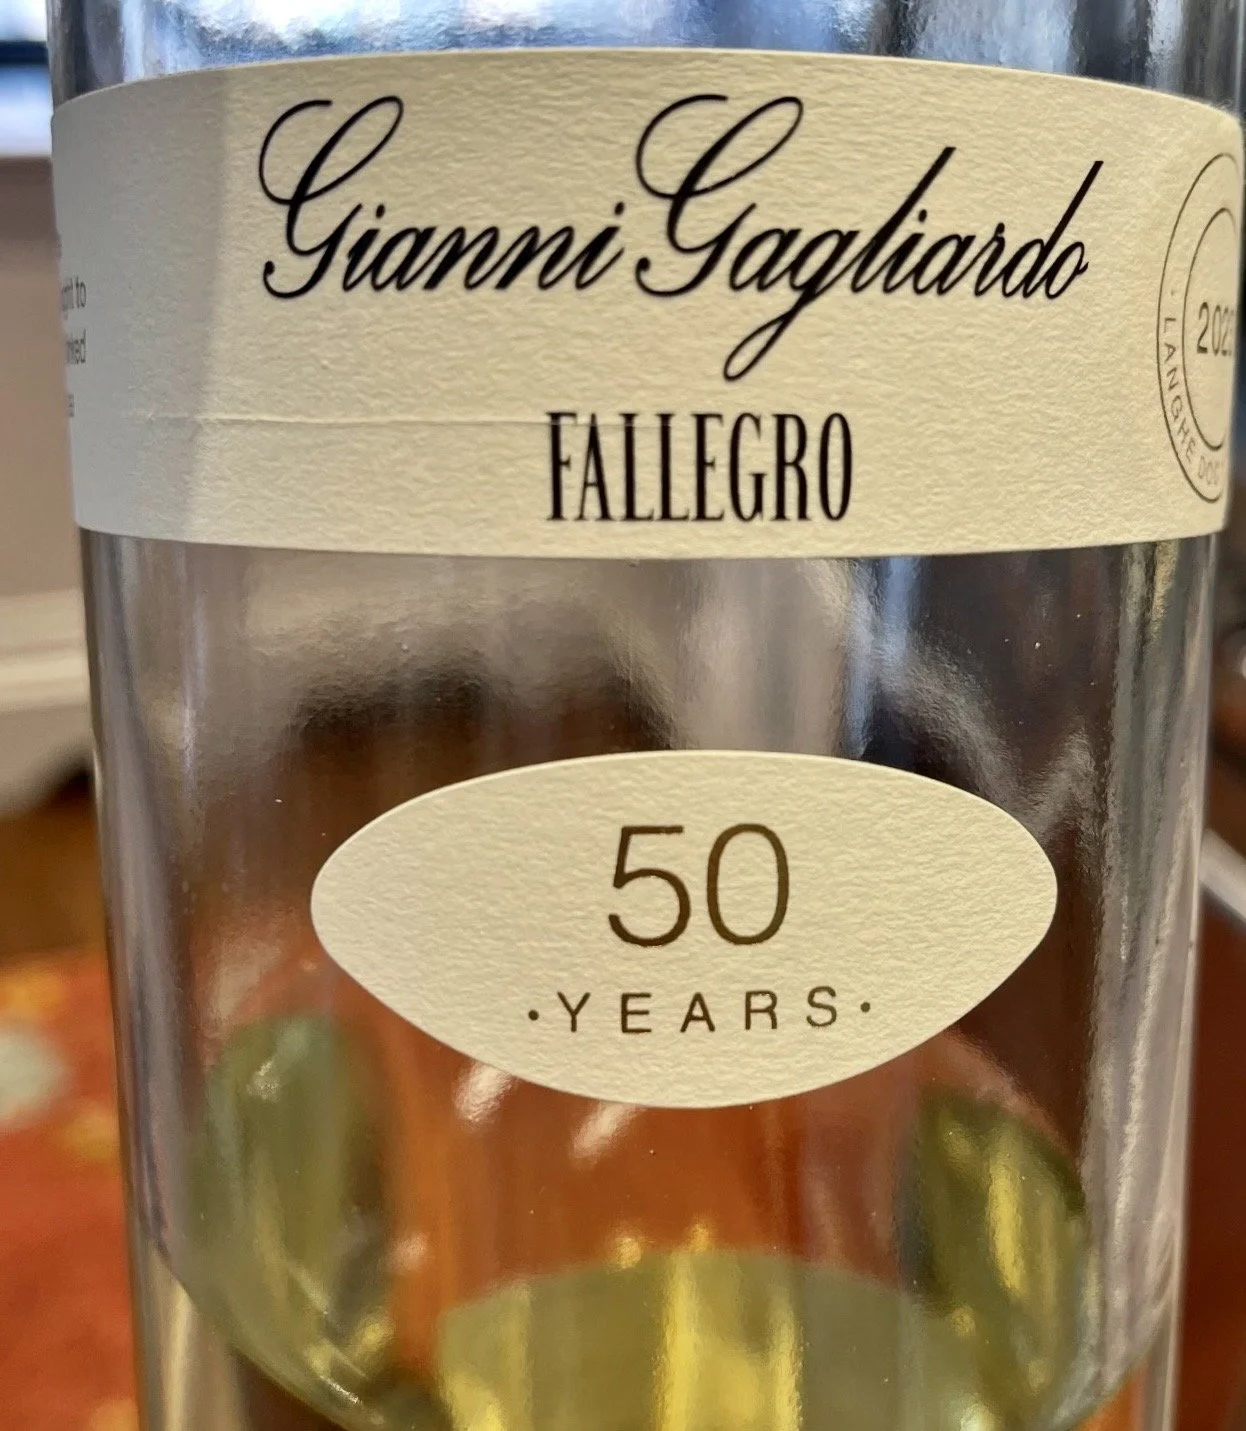 Gianni Gagliardo
FALLEGRO
· LANGHE DOC
50
·YEARS·